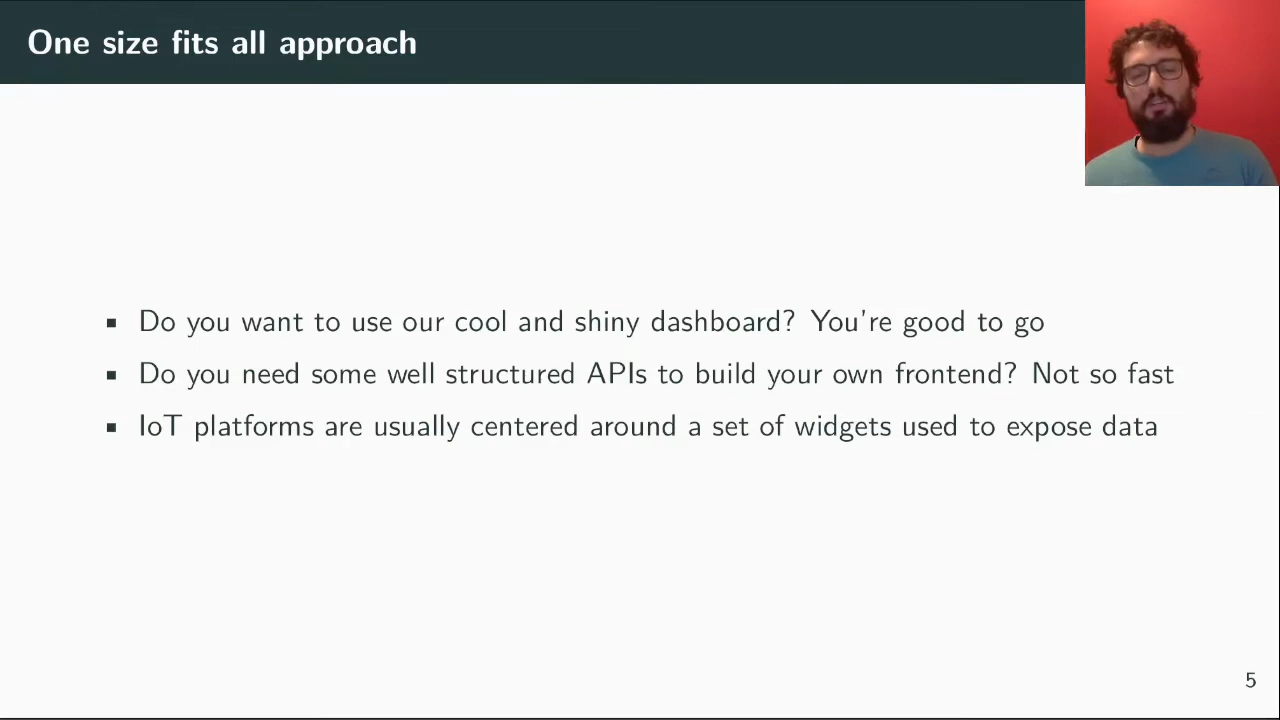 One size fits all approach
▪ Do you want to use our cool and shiny dashboard? You're good to go
▪ Do you need some well structured APIs to build your own frontend? Not so fast
▪ IoT platforms are usually centered around a set of widgets used to expose data
5